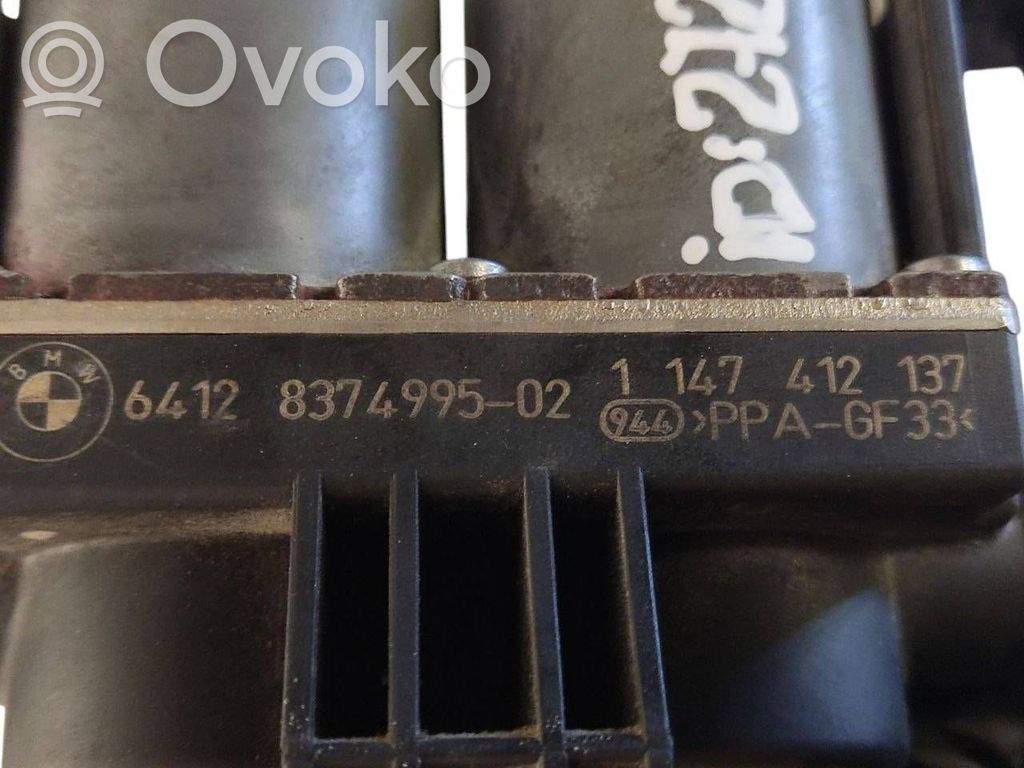 Ovoko
BMW
6412 8374995-02
1 147 412 137
944 >PPA-GF33<